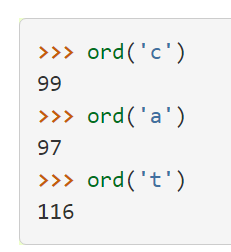 >>> ord('c')
99
>>> ord('a')
97
>>> ord('t')
116